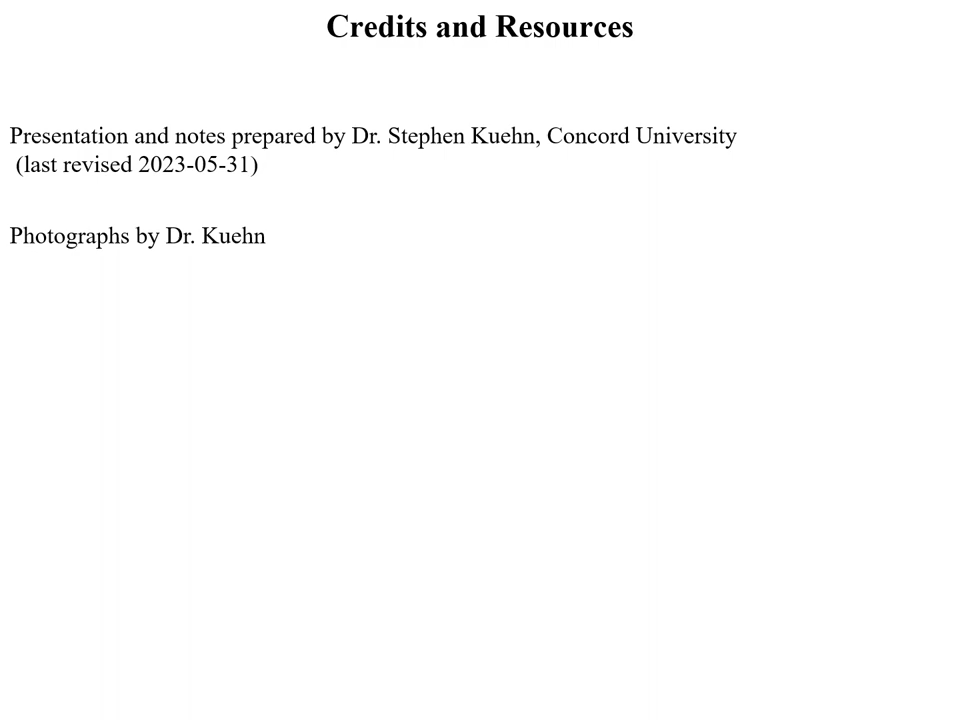 Credits and Resources
Presentation and notes prepared by Dr. Stephen Kuehn, Concord University
(last revised 2023-05-31)
Photographs by Dr. Kuehn